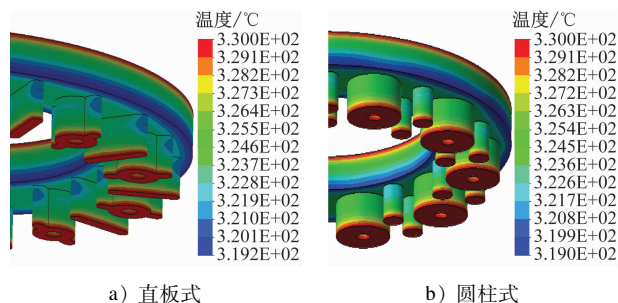 温度/℃
3.300E+02
3.291E+02
3.282E+02
3.273E+02
3.264E+02
3.255E+02
3.246E+02
3.237E+02
3.228E+02
3.219E+02
3.210E+02
3.201E+02
3.192E+02
a）直板式
温度/℃
3.300E+02
3.291E+02
3.282E+02
3.272E+02
3.263E+02
3.254E+02
3.245E+02
3.236E+02
3.226E+02
3.217E+02
3.208E+02
3.199E+02
3.190E+02
b）圆柱式